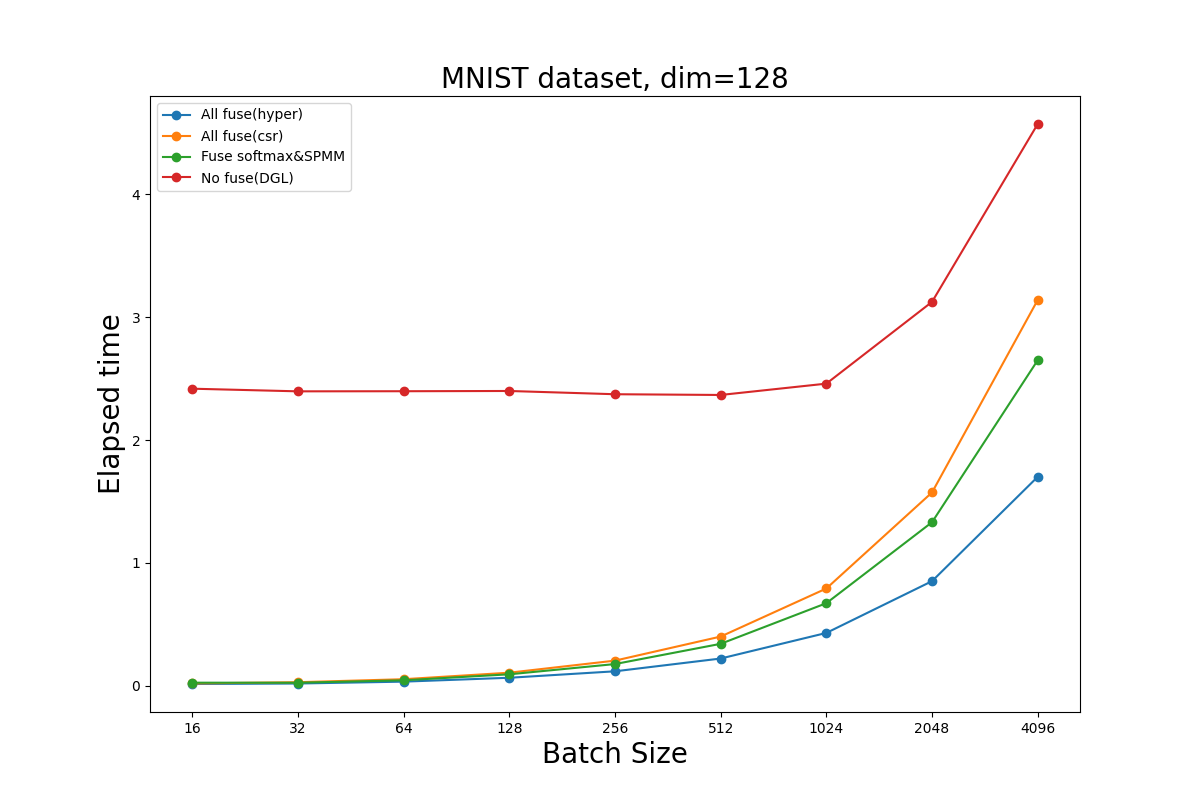 MNIST dataset, dim=128
All fuse(hyper)
All fuse(csr)
Fuse softmax&SPMM
No fuse(DGL)
Elapsed time
4
3
2
1
0
16 32 64 128 256 512 1024 2048 4096
Batch Size